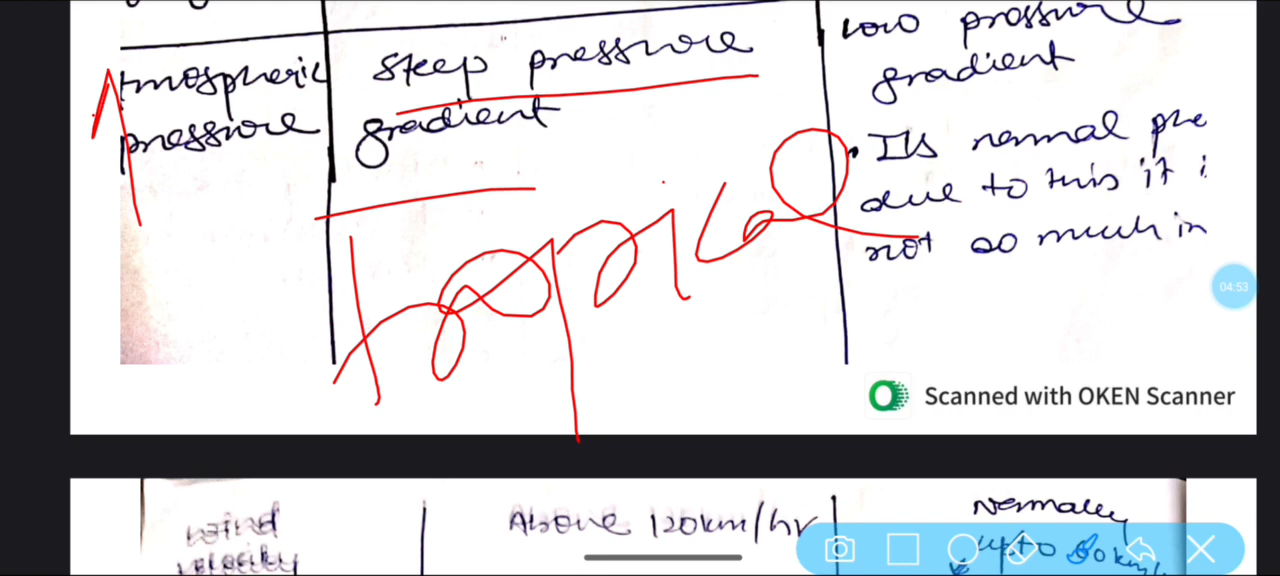 Atmospheric
pressure
Steep pressure
gradient
Low pressure
gradient
• Its normal pre
due to this it i
not so much in
Tropical
04:53
Scanned with OKEN Scanner
wind
velocity
Above 120km/hr
Normally
upto